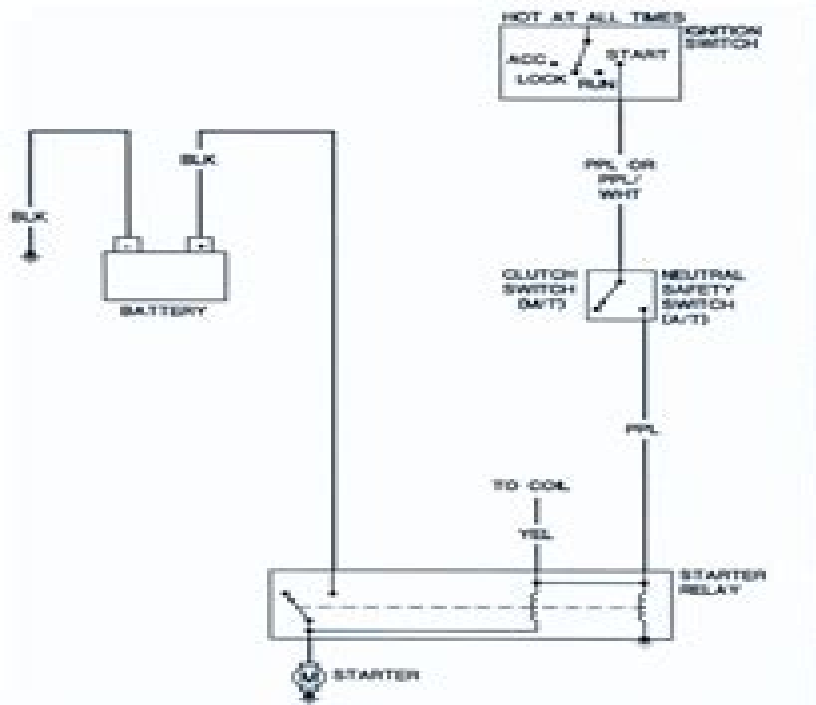 HOT AT ALL TIMES
IGNITION
SWITCH
ACC
START
LOCK
RUN
BLK
PPL OR
PPL/
WHT
BLK
-
+
BATTERY
CLUTCH
SWITCH
(M/T)
NEUTRAL
SAFETY
SWITCH
(A/T)
PPL
TO COIL
YEL
STARTER
RELAY
M
STARTER